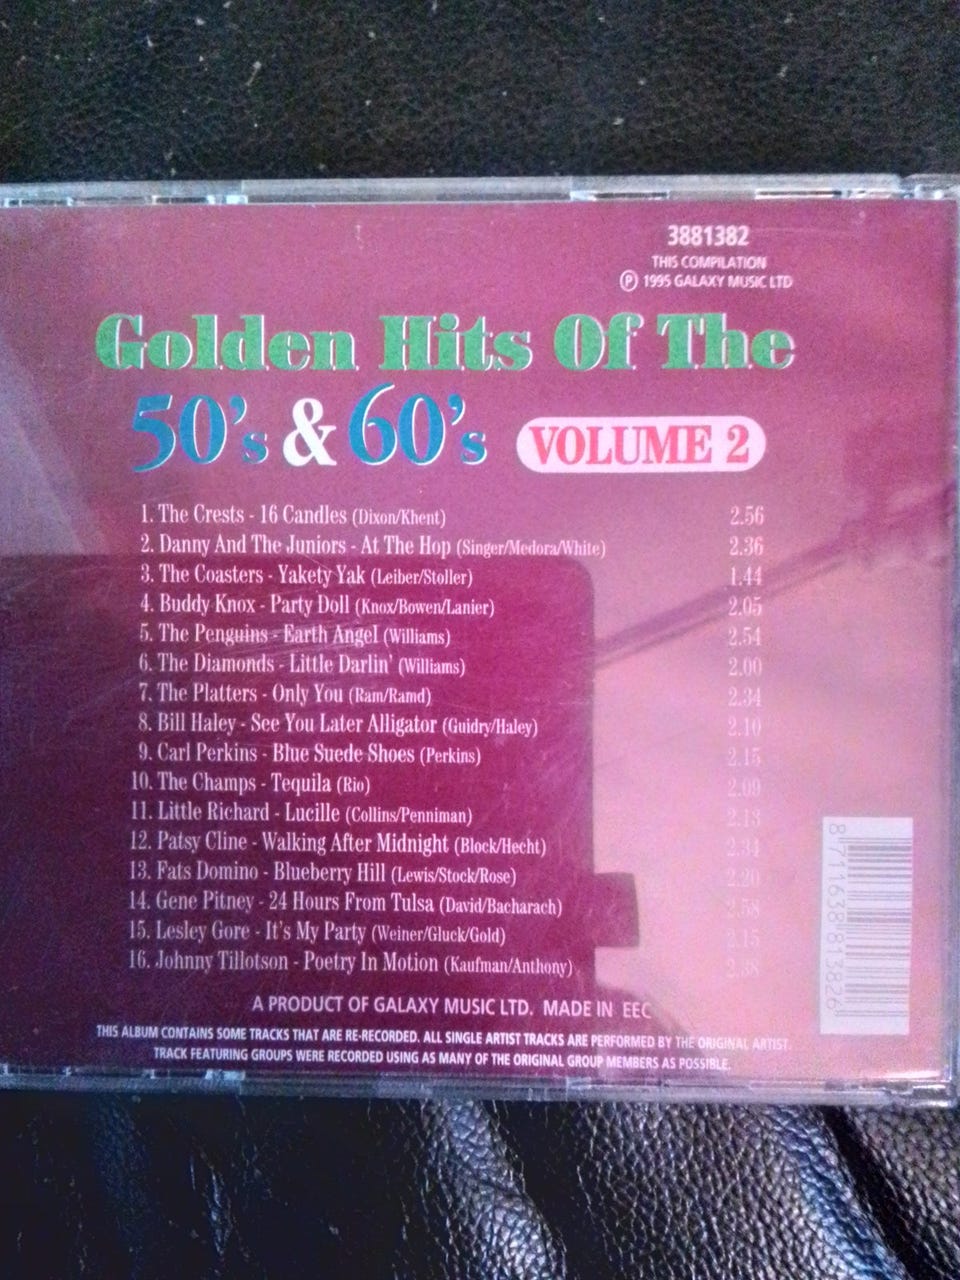 3881382
THIS COMPILATION
Ⓟ 1995 GALAXY MUSIC LTD
Golden Hits Of The
50's & 60's VOLUME 2
1. The Crests - 16 Candles (Dixon/Khent) 2.56
2. Danny And The Juniors - At The Hop (Singer/Medora/White) 2.36
3. The Coasters - Yakety Yak (Leiber/Stoller) 1.44
4. Buddy Knox - Party Doll (Knox/Bowen/Lanier) 2.05
5. The Penguins - Earth Angel (Williams) 2.54
6. The Diamonds - Little Darlin' (Williams) 2.00
7. The Platters - Only You (Ram/Ramd) 2.34
8. Bill Haley - See You Later Alligator (Guidry/Haley) 2.10
9. Carl Perkins - Blue Suede Shoes (Perkins) 2.15
10. The Champs - Tequila (Rio) 2.09
11. Little Richard - Lucille (Collins/Penniman) 2.13
12. Patsy Cline - Walking After Midnight (Block/Hecht) 2.34
13. Fats Domino - Blueberry Hill (Lewis/Stock/Rose) 2.20
14. Gene Pitney - 24 Hours From Tulsa (David/Bacharach) 2.58
15. Lesley Gore - It's My Party (Weiner/Gluck/Gold) 2.15
16. Johnny Tillotson - Poetry In Motion (Kaufman/Anthony)
8 711638 813826
A PRODUCT OF GALAXY MUSIC LTD. MADE IN EEC
THIS ALBUM CONTAINS SOME TRACKS THAT ARE RE-RECORDED. ALL SINGLE ARTIST TRACKS ARE PERFORMED BY THE ORIGINAL ARTIST.
TRACK FEATURING GROUPS WERE RECORDED USING AS MANY OF THE ORIGINAL GROUP MEMBERS AS POSSIBLE.